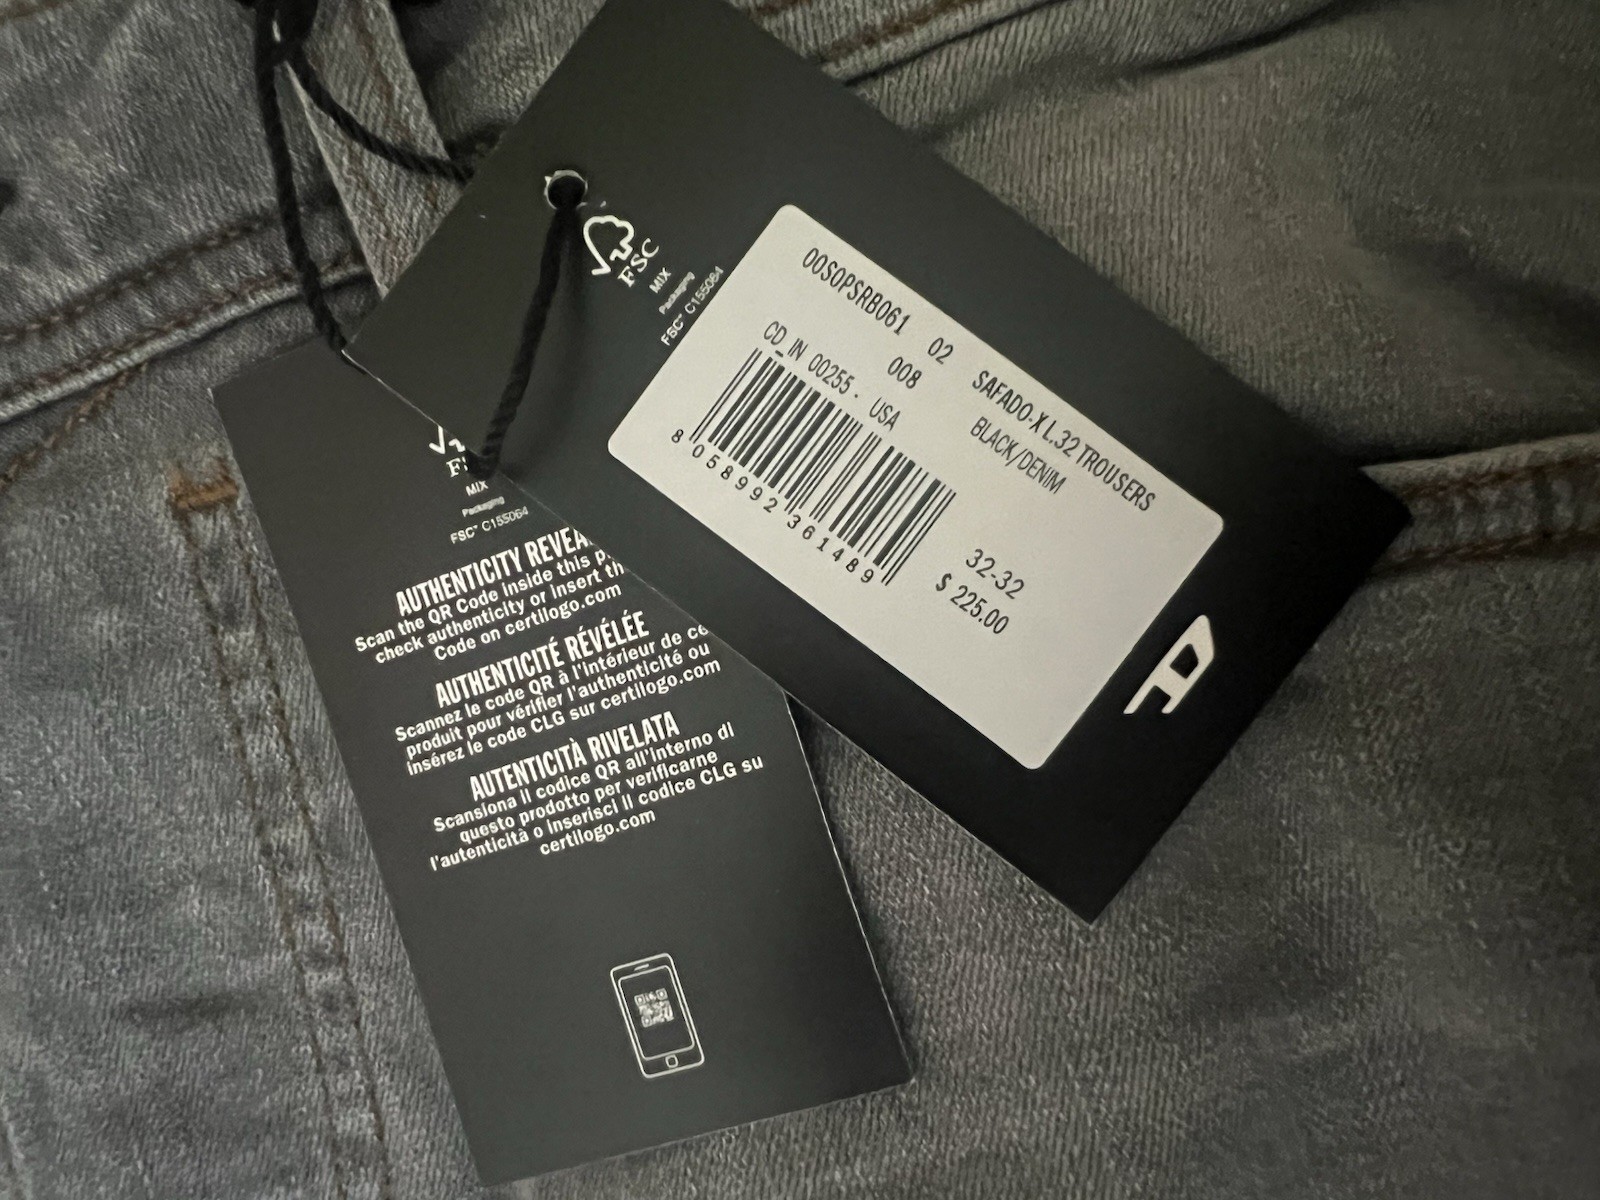 FSC
MIX
Packaging
FSC™ C155064
00S0PSRB061 02 SAFADO-X L.32 TROUSERS
008 BLACK/DENIM
CD_IN 00255. USA
8 058992 361489
32-32
$ 225.00
MIX
Packaging
FSC™ C155064
AUTHENTICITY
Scan the QR Code inside this
check authenticity or insert
Code on certilogo.com
AUTHENTICITÉ RÉVÉLÉE
Scannez le code QR à l'intérieur de ce
produit pour vérifier l'authenticité ou
insérez le code CLG sur certilogo.com
AUTENTICITÀ RIVELATA
Scansiona il codice QR all'interno di
questo prodotto per verificarne
l'autenticità o inserisci il codice CLG su
certilogo.com